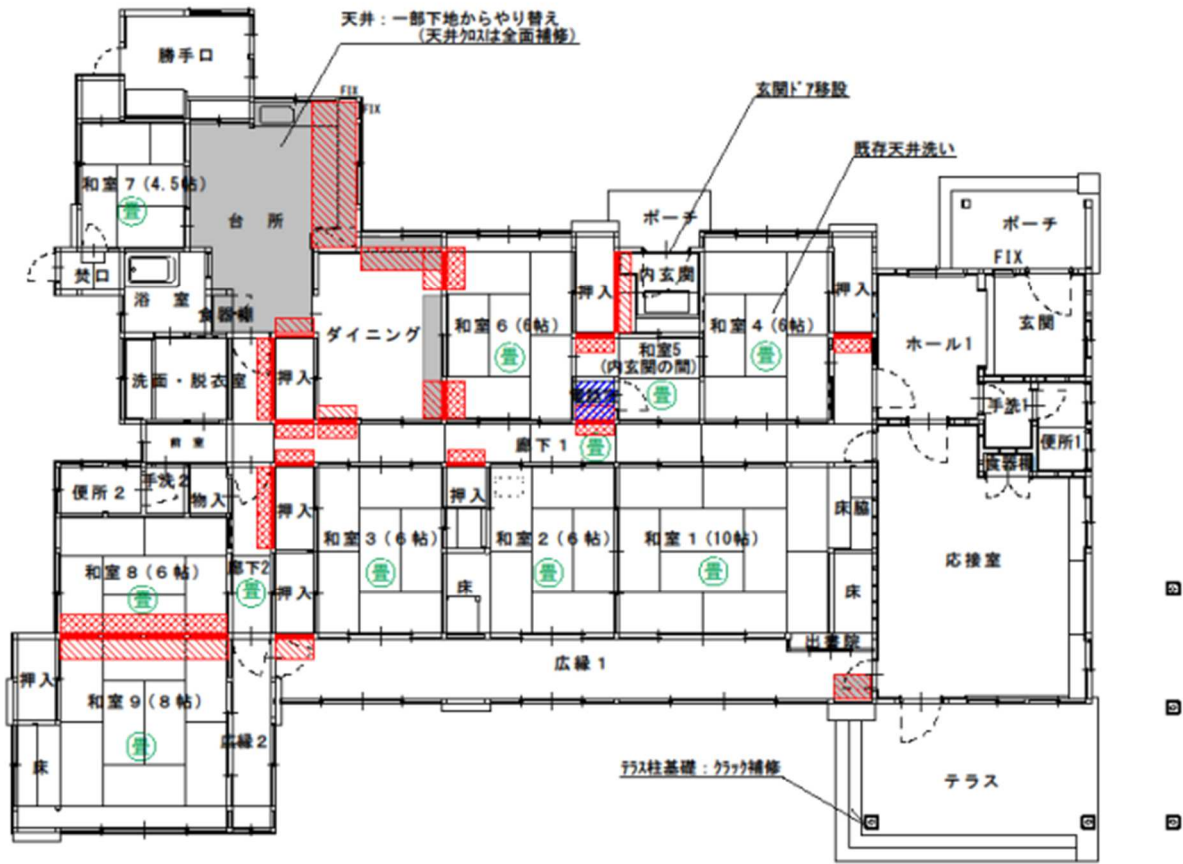 天井：一部下地からやり替え
（天井ｸﾛｽは全面補修）
勝手口
FIX
FIX
玄関ﾄﾞｱ移設
既存天井洗い
和室７(4.5帖)
畳
台 所
ポーチ
ポーチ
FIX
焚口
浴 室
食器棚
ダイニング
和室６(6帖)
畳
押入
内玄関
和室４(6帖)
畳
押入
ホール1
玄関
和室5
(内玄関の間)
畳
洗面・脱衣室
押入
手洗1
便所1
食器棚
前室
廊下１
畳
便所２
手洗2
物入
押入
和室３(６帖)
畳
押入
和室２(６帖)
畳
和室１(10帖)
畳
床脇
応接室
和室８(６帖)
畳
廊下2
畳
押入
床
床
出書院
広縁１
押入
和室９(８帖)
畳
広縁２
床
ﾃﾗｽ柱基礎：ｸﾗｯｸ補修
テラス